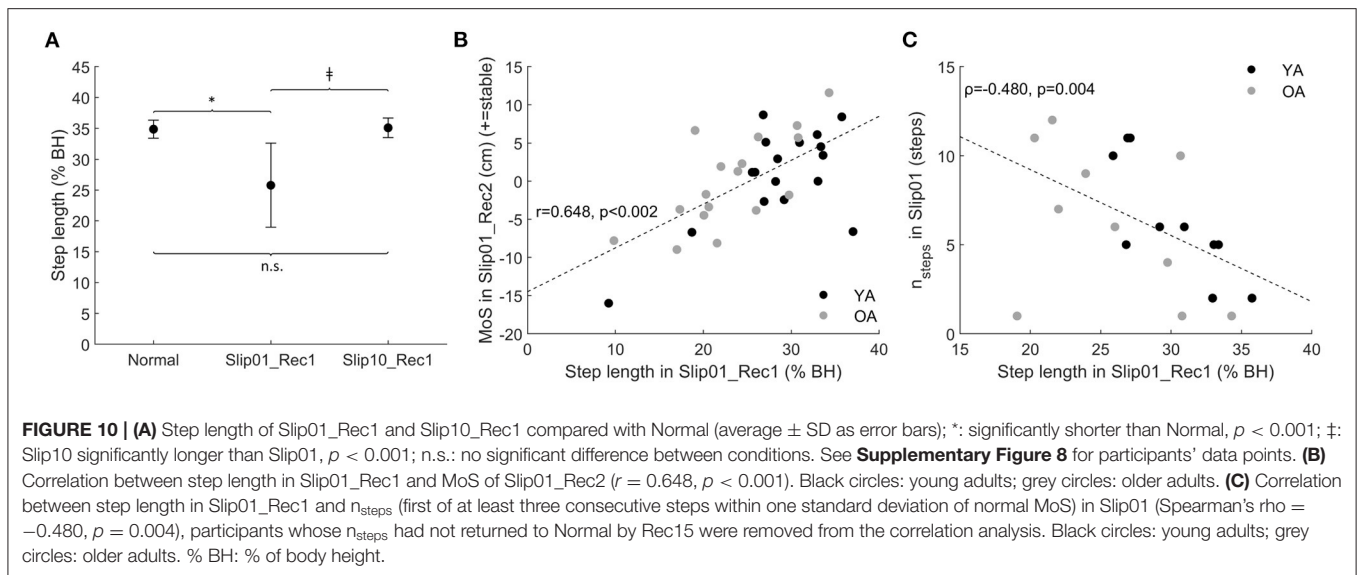 A
45
40
35
30
25
20
15
10
5
0
Step length (% BH)
*
‡
n.s.
Normal
Slip01_Rec1
Slip10_Rec1
B
15
10
5
0
-5
-10
-15
-20
MoS in Slip01_Rec2 (cm) (+=stable)
r=0.648, p<0.002
YA
OA
0
10
20
30
40
Step length in Slip01_Rec1 (% BH)
C
15
10
5
0
nsteps in Slip01 (steps)
ρ=-0.480, p=0.004
YA
OA
15
20
25
30
35
40
Step length in Slip01_Rec1 (% BH)
FIGURE 10 | (A) Step length of Slip01_Rec1 and Slip10_Rec1 compared with Normal (average ± SD as error bars); *: significantly shorter than Normal, p < 0.001; ‡:
Slip10 significantly longer than Slip01, p < 0.001; n.s.: no significant difference between conditions. See Supplementary Figure 8 for participants' data points. (B)
Correlation between step length in Slip01_Rec1 and MoS of Slip01_Rec2 (r = 0.648, p < 0.001). Black circles: young adults; grey circles: older adults. (C) Correlation
between step length in Slip01_Rec1 and nsteps (first of at least three consecutive steps within one standard deviation of normal MoS) in Slip01 (Spearman's rho =
−0.480, p = 0.004), participants whose nsteps had not returned to Normal by Rec15 were removed from the correlation analysis. Black circles: young adults; grey
circles: older adults. % BH: % of body height.